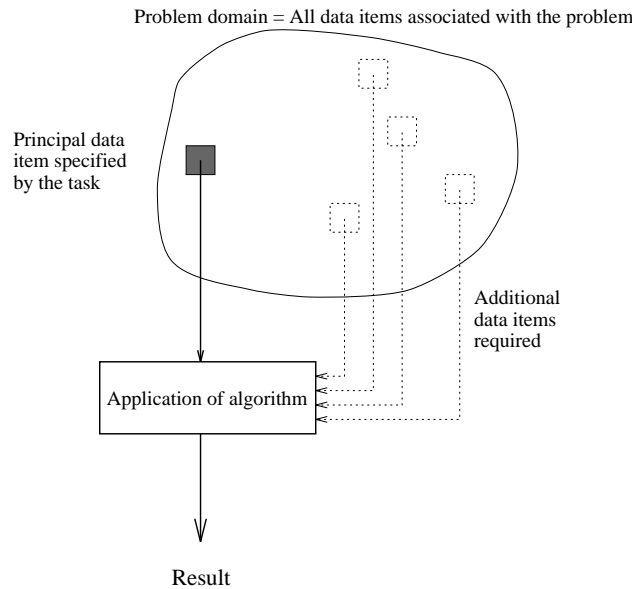 Problem domain = All data items associated with the problem
Principal data
item specified
by the task
Additional
data items
required
Application of algorithm
Result